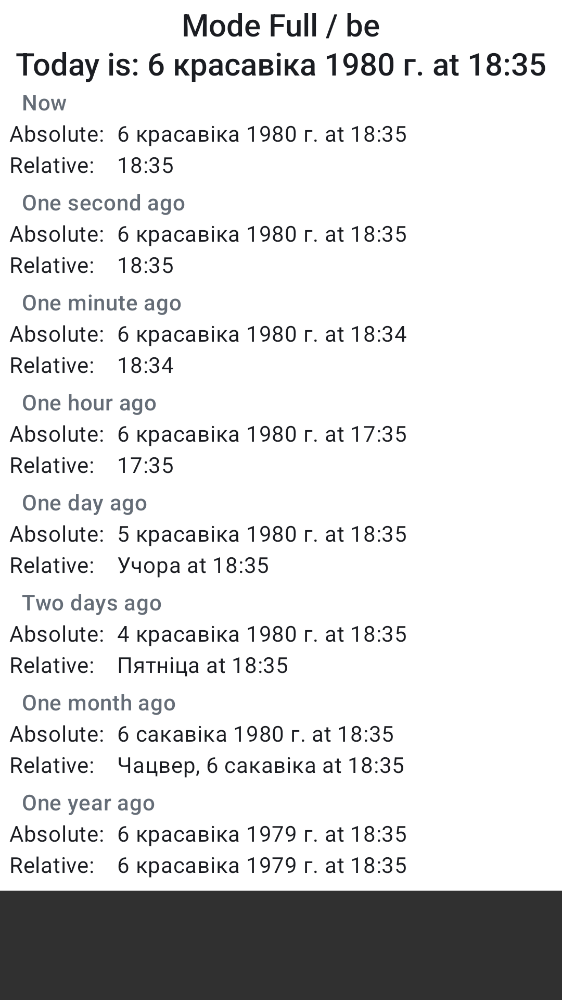 Mode Full / be
Today is: 6 красавіка 1980 г. at 18:35
Now
Absolute: 6 красавіка 1980 г. at 18:35
Relative: 18:35
One second ago
Absolute: 6 красавіка 1980 г. at 18:35
Relative: 18:35
One minute ago
Absolute: 6 красавіка 1980 г. at 18:34
Relative: 18:34
One hour ago
Absolute: 6 красавіка 1980 г. at 17:35
Relative: 17:35
One day ago
Absolute: 5 красавіка 1980 г. at 18:35
Relative: Учора at 18:35
Two days ago
Absolute: 4 красавіка 1980 г. at 18:35
Relative: Пятніца at 18:35
One month ago
Absolute: 6 сакавіка 1980 г. at 18:35
Relative: Чацвер, 6 сакавіка at 18:35
One year ago
Absolute: 6 красавіка 1979 г. at 18:35
Relative: 6 красавіка 1979 г. at 18:35